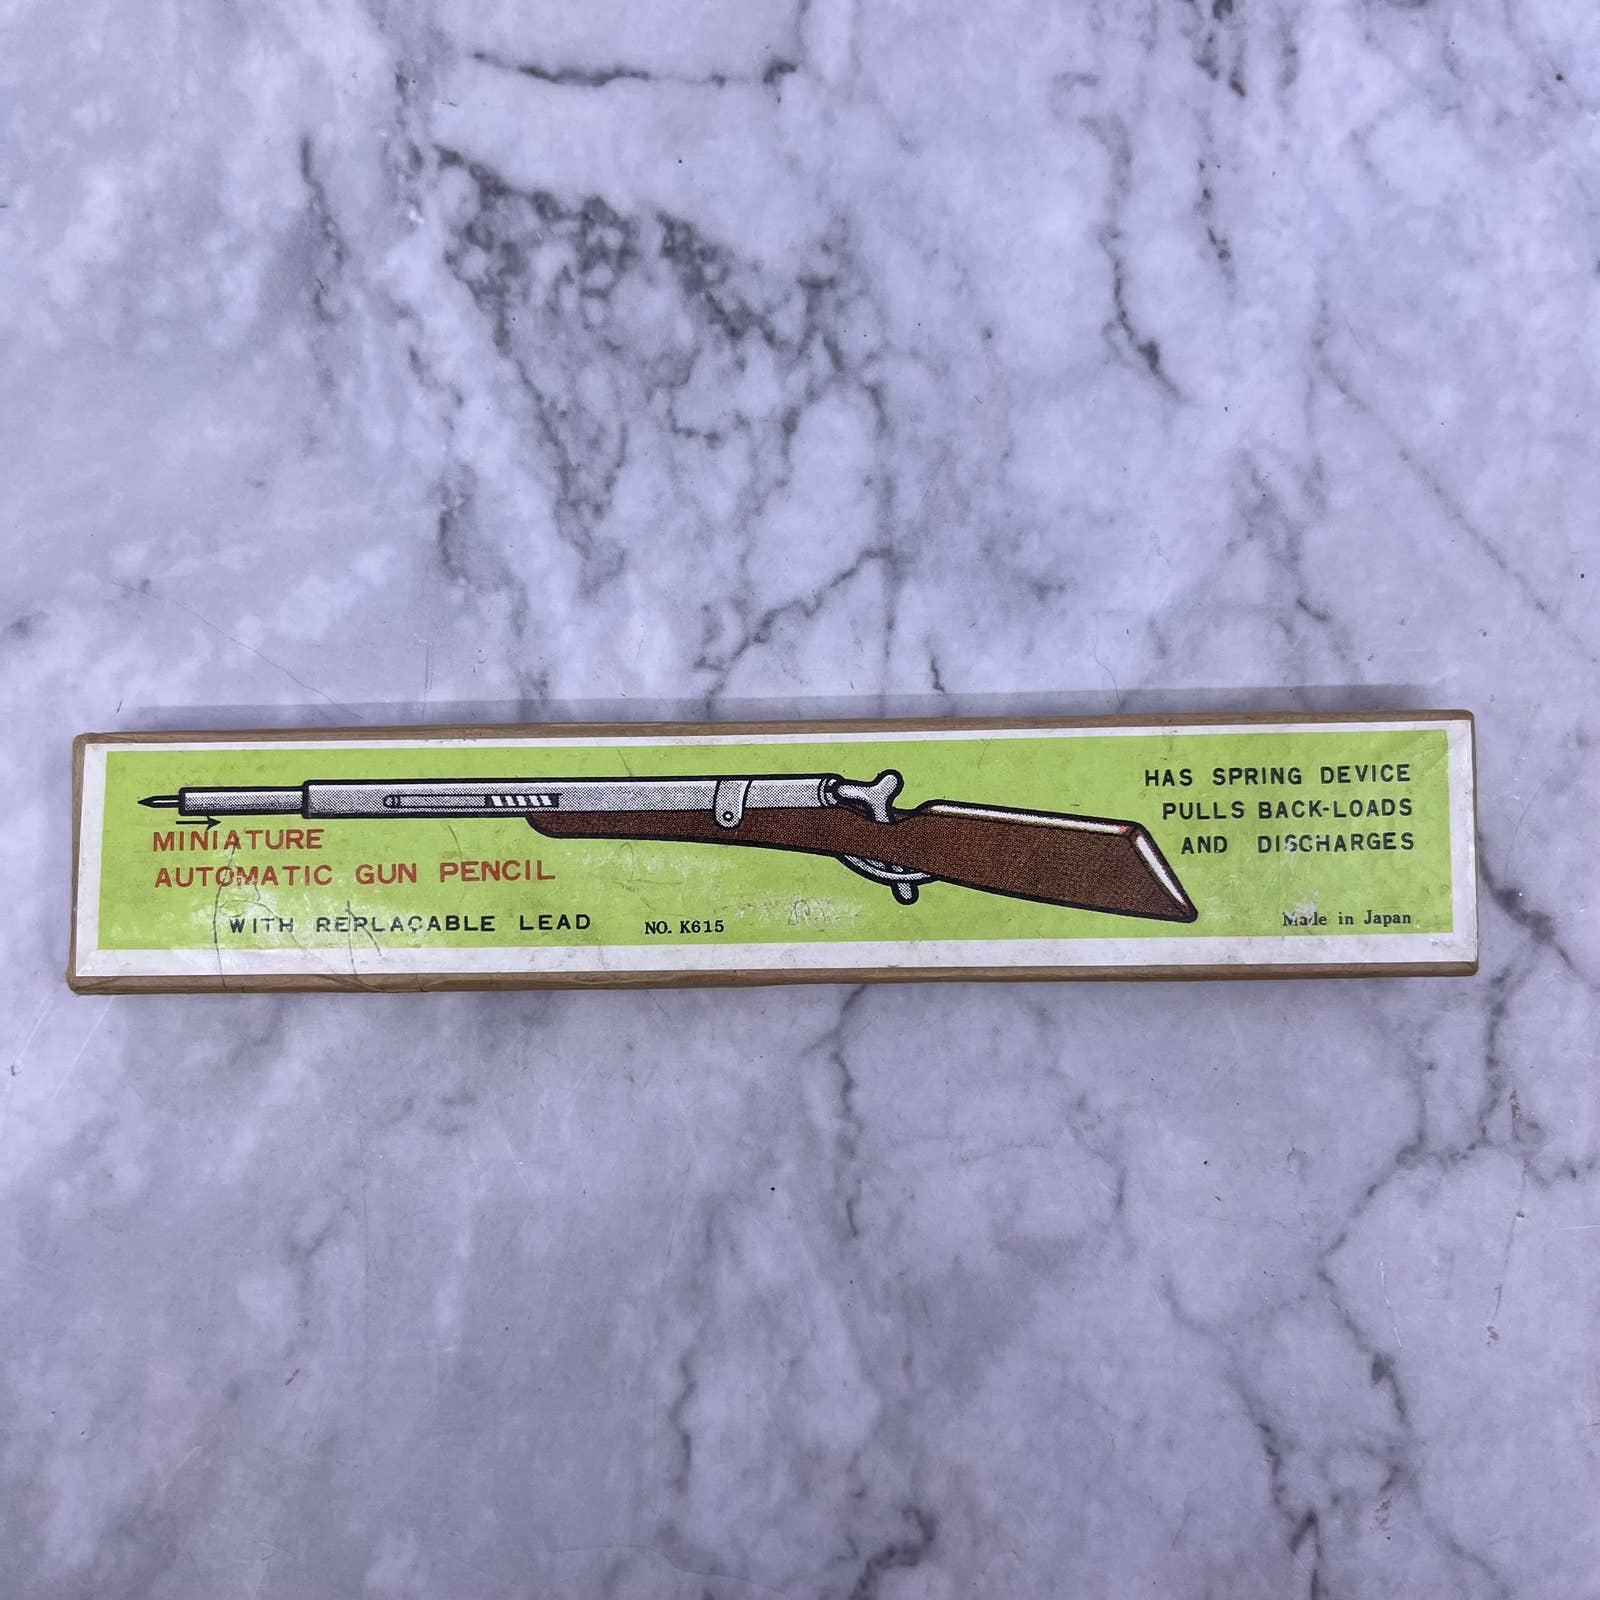 MINIATURE
AUTOMATIC GUN PENCIL
WITH REPLACABLE LEAD
NO. K615
HAS SPRING DEVICE
PULLS BACK-LOADS
AND DISCHARGES
Made in Japan